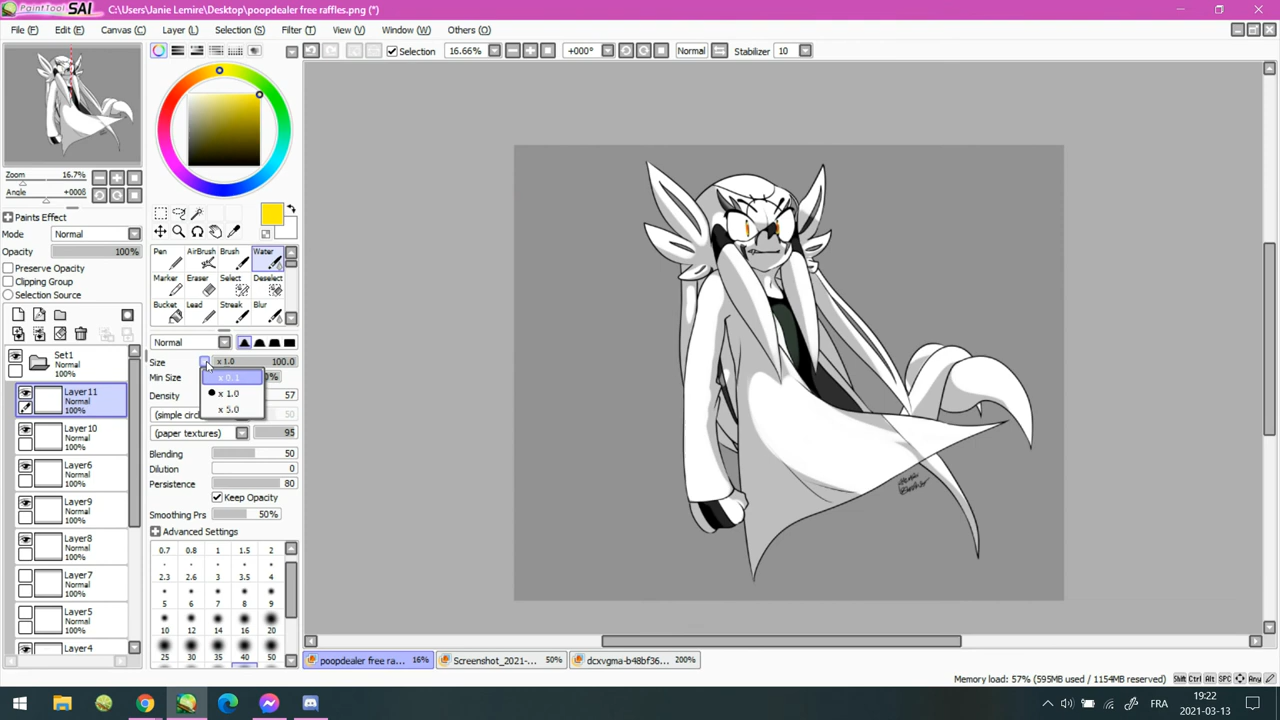 PaintTool SAI C:\Users\Janie Lemire\Desktop\poopdealer free raffles.png (*)
File (F) Edit (E) Canvas (C) Layer (L) Selection (S) Filter (T) View (V) Window (W) Others (O)
Selection 16.66% +000° Normal Stabilizer 10
Zoom 16.7%
Angle +000ß
Paints Effect
Mode Normal
Opacity 100%
Preserve Opacity
Clipping Group
Selection Source
Set1
Normal
100%
Layer11
Normal
100%
Layer10
Normal
100%
Layer6
Normal
100%
Layer9
Normal
100%
Layer8
Normal
100%
Layer7
Normal
100%
Layer5
Normal
100%
Layer4
Pen AirBrush Brush Water
Marker Eraser Select Deselect
Bucket Lead Streak Blur
Normal
Size x 1.0 100.0
Min Size 0%
x 0.1
x 1.0
x 5.0
Density 57
(simple circ 50
(paper textures) 95
Blending 50
Dilution 0
Persistence 80
Keep Opacity
Smoothing Prs 50%
Advanced Settings
0.7 0.8 1 1.5 2
2.3 2.6 3 3.5 4
5 6 7 8 9
10 12 14 16 20
25 30 35 40 50
poopdealer free ra... 16% Screenshot_2021-... 50% dcxvgma-b48bf36... 200%
Memory load: 57% (595MB used / 1154MB reserved) Shift Ctrl Alt SPC Any
FRA 19:22
2021-03-13